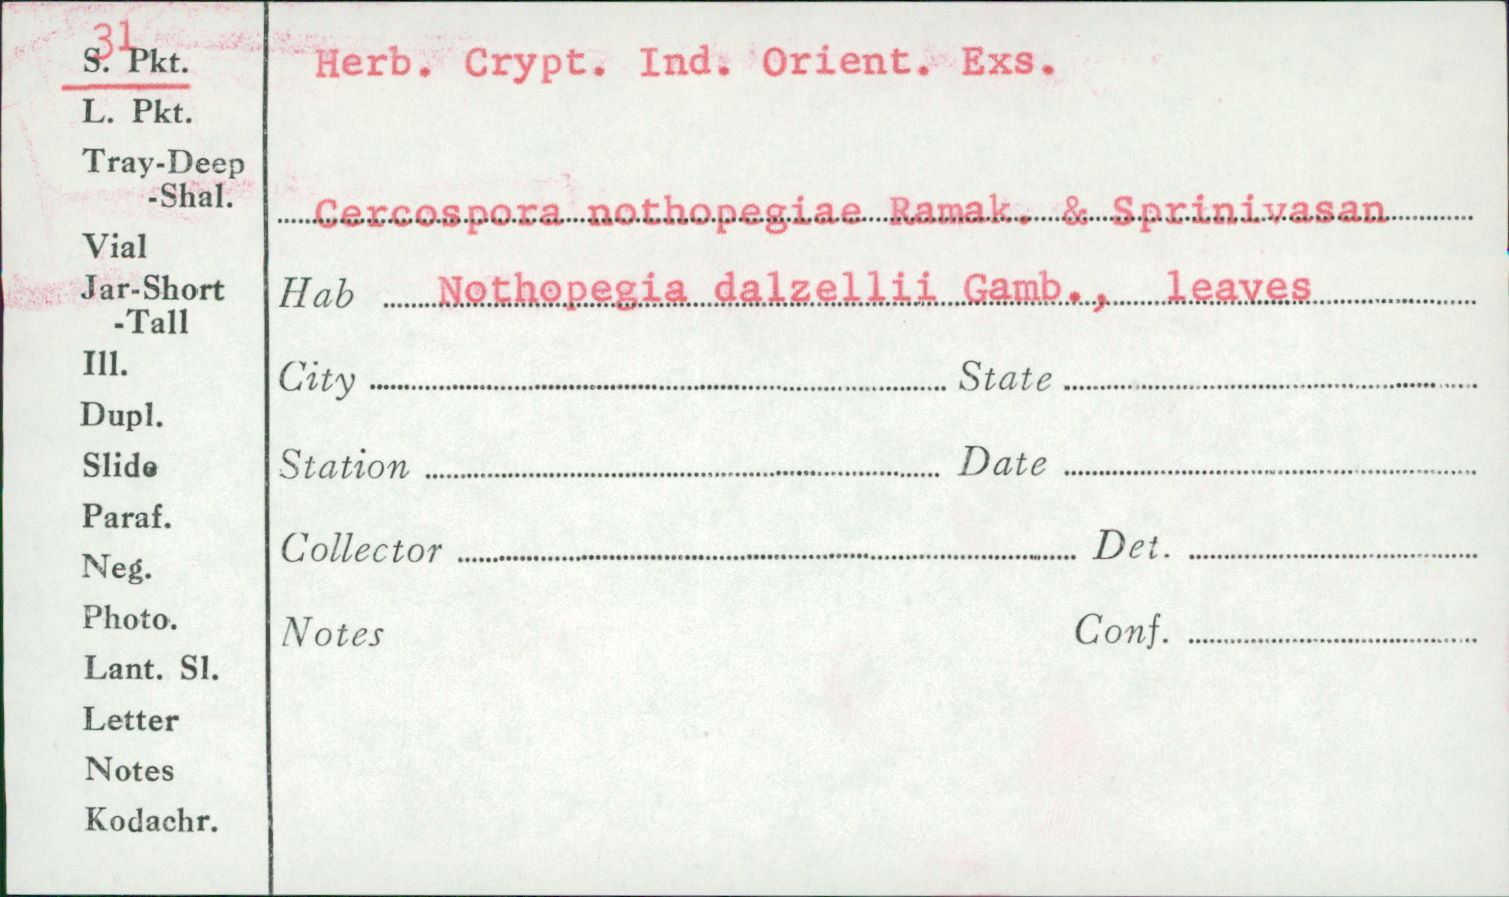 31
S. Pkt.
L. Pkt.
Tray-Deep
-Shal.
Vial
Jar-Short
-Tall
Ill.
Dupl.
Slide
Paraf.
Neg.
Photo.
Lant. Sl.
Letter
Notes
Kodachr.
Herb. Crypt. Ind. Orient. Exs.
Cercospora nothopegiae Ramak. & Sprinivasan
Hab Nothopegia dalzellii Gamb., leaves
City State
Station Date
Collector Det.
Notes Conf.